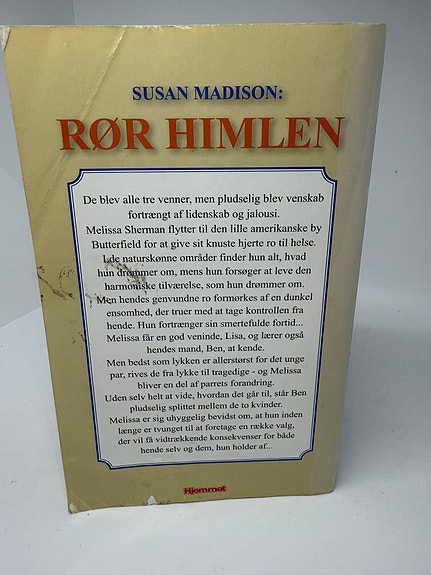 SUSAN MADISON:
RØR HIMLEN
De blev alle tre venner, men pludselig blev venskab
fortrængt af lidenskab og jalousi.
Melissa Sherman flytter til den lille amerikanske by
Butterfield for at give sit knuste hjerte ro til helse.
I de naturskønne områder finder hun alt, hvad
hun drømmer om, mens hun forsøger at leve den
harmoniske tilværelse, som hun drømmer om.
Men hendes genvundne ro formørkes af en dunkel
ensomhed, der truer med at tage kontrollen fra
hende. Hun fortrænger sin smertefulde fortid...
Melissa får en god veninde, Lisa, og lærer også
hendes mand, Ben, at kende.
Men bedst som lykken er allerstørst for det unge
par, rives de fra lykke til tragedige - og Melissa
bliver en del af parrets forandring.
Uden selv helt at vide, hvordan det går til, står Ben
pludselig splittet mellem de to kvinder.
Melissa er sig uhyggelig bevidst om, at hun inden
længe er tvunget til at foretage en række valg,
der vil få vidtrækkende konsekvenser for både
hende selv og dem, hun holder af...
Hjemmet